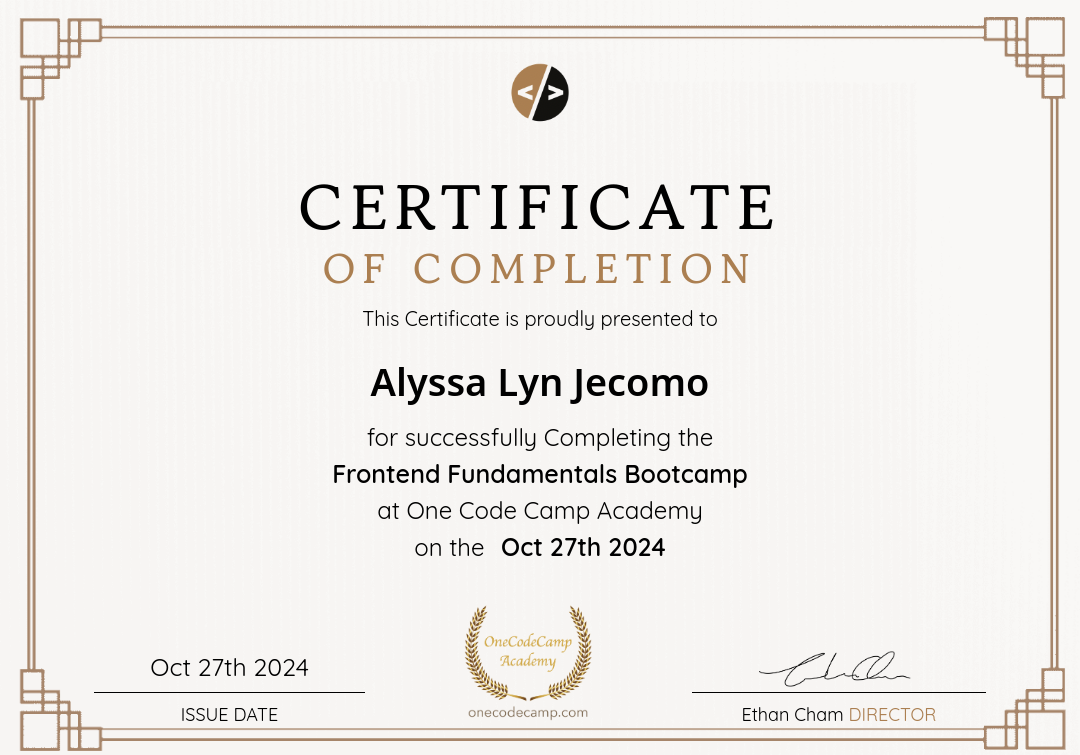 < / >
CERTIFICATE
OF COMPLETION
This Certificate is proudly presented to
Alyssa Lyn Jecomo
for successfully Completing the
Frontend Fundamentals Bootcamp
at One Code Camp Academy
on the Oct 27th 2024
OneCodeCamp
Academy
onecodecamp.com
Oct 27th 2024
ISSUE DATE
Ethan Cham DIRECTOR